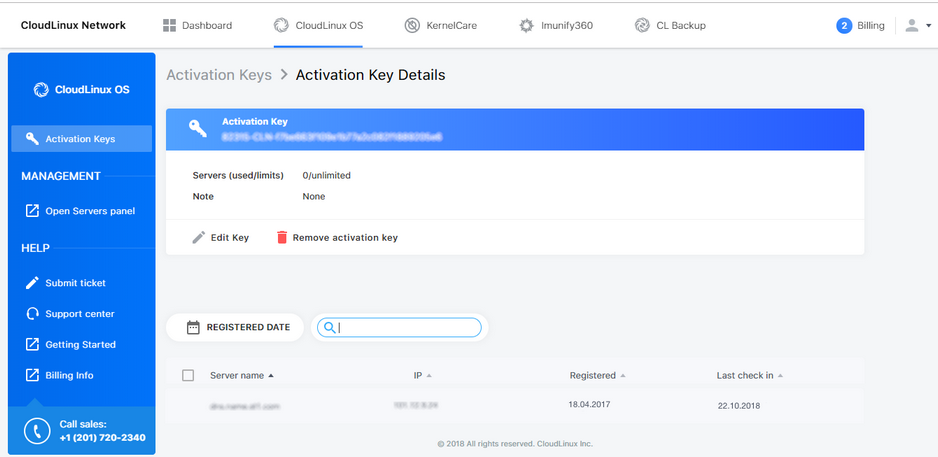 CloudLinux Network
Dashboard
CloudLinux OS
KernelCare
Imunify360
CL Backup
2 Billing
CloudLinux OS
Activation Keys
MANAGEMENT
Open Servers panel
HELP
Submit ticket
Support center
Getting Started
Billing Info
Call sales:
+1 (201) 720-2340
Activation Keys > Activation Key Details
Activation Key
Servers (used/limits) 0/unlimited
Note None
Edit Key Remove activation key
REGISTERED DATE
Server name IP Registered Last check in
18.04.2017 22.10.2018
© 2018 All rights reserved. CloudLinux Inc.